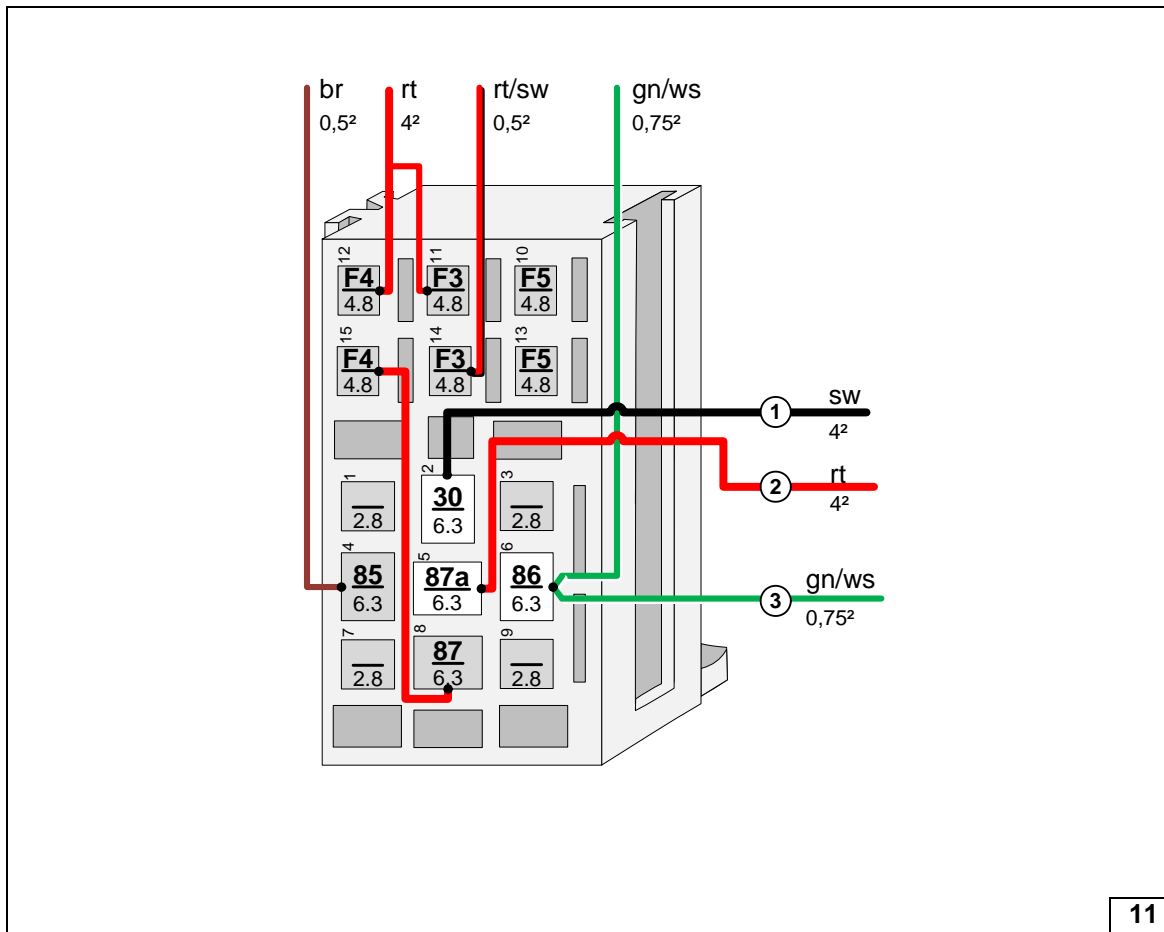 br rt rt/sw gn/ws
0,5² 4² 0,5² 0,75²
12 11 10
F4 F3 F5
4.8 4.8 4.8
15 14 13
F4 F3 F5
4.8 4.8 4.8
1 sw
4²
2 rt
4²
1 2 3
30
2.8 6.3 2.8
4 5 6
85 87a 86
6.3 6.3 6.3
3 gn/ws
0,75²
7 8 9
87
2.8 6.3 2.8
11